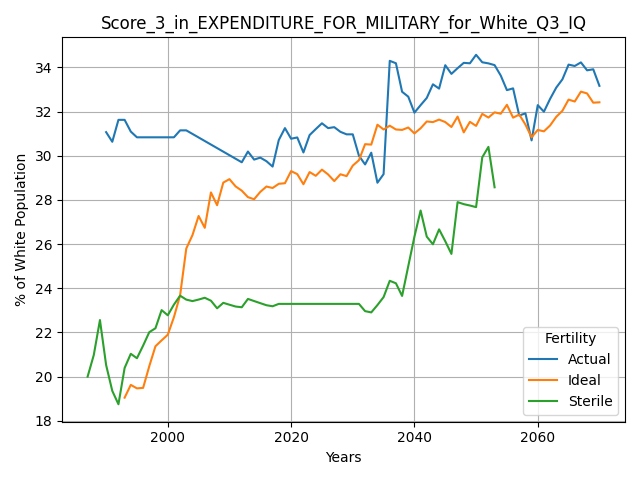 Score_3_in_EXPENDITURE_FOR_MILITARY_for_White_Q3_IQ
% of White Population
34
32
30
28
26
24
22
20
18
2000
2020
2040
2060
Years
Fertility
Actual
Ideal
Sterile